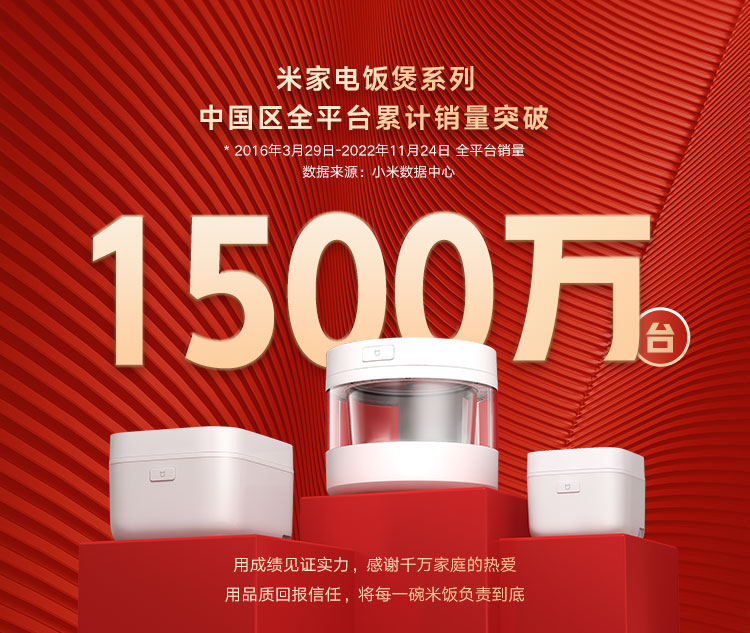 米家电饭煲系列
中国区全平台累计销量突破
* 2016年3月29日-2022年11月24日 全平台销量
数据来源：小米数据中心
1500万
台
用成绩见证实力，感谢千万家庭的热爱
用品质回报信任，将每一碗米饭负责到底